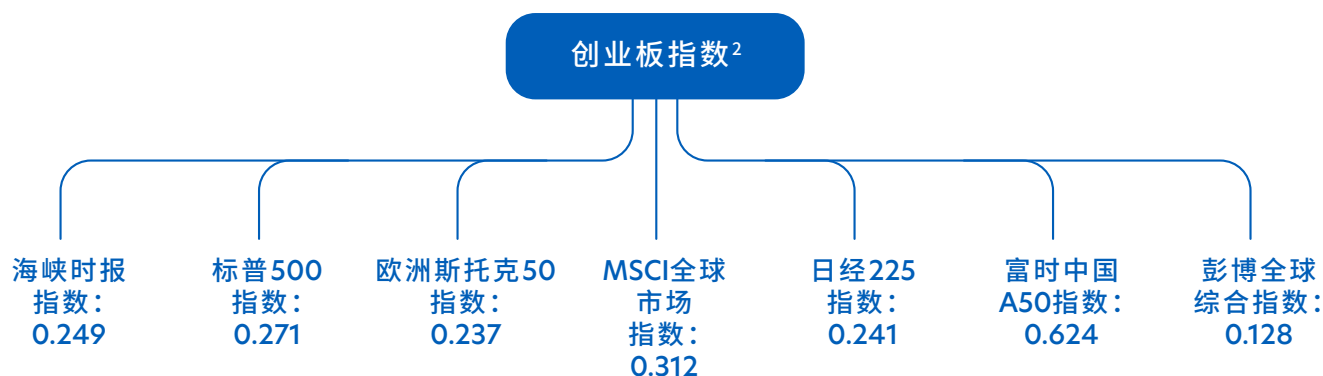 创业板指数²
海峡时报
指数：
0.249
标普500
指数：
0.271
欧洲斯托克50
指数：
0.237
MSCI全球
市场
指数：
0.312
日经225
指数：
0.241
富时中国
A50指数：
0.624
彭博全球
综合指数：
0.128